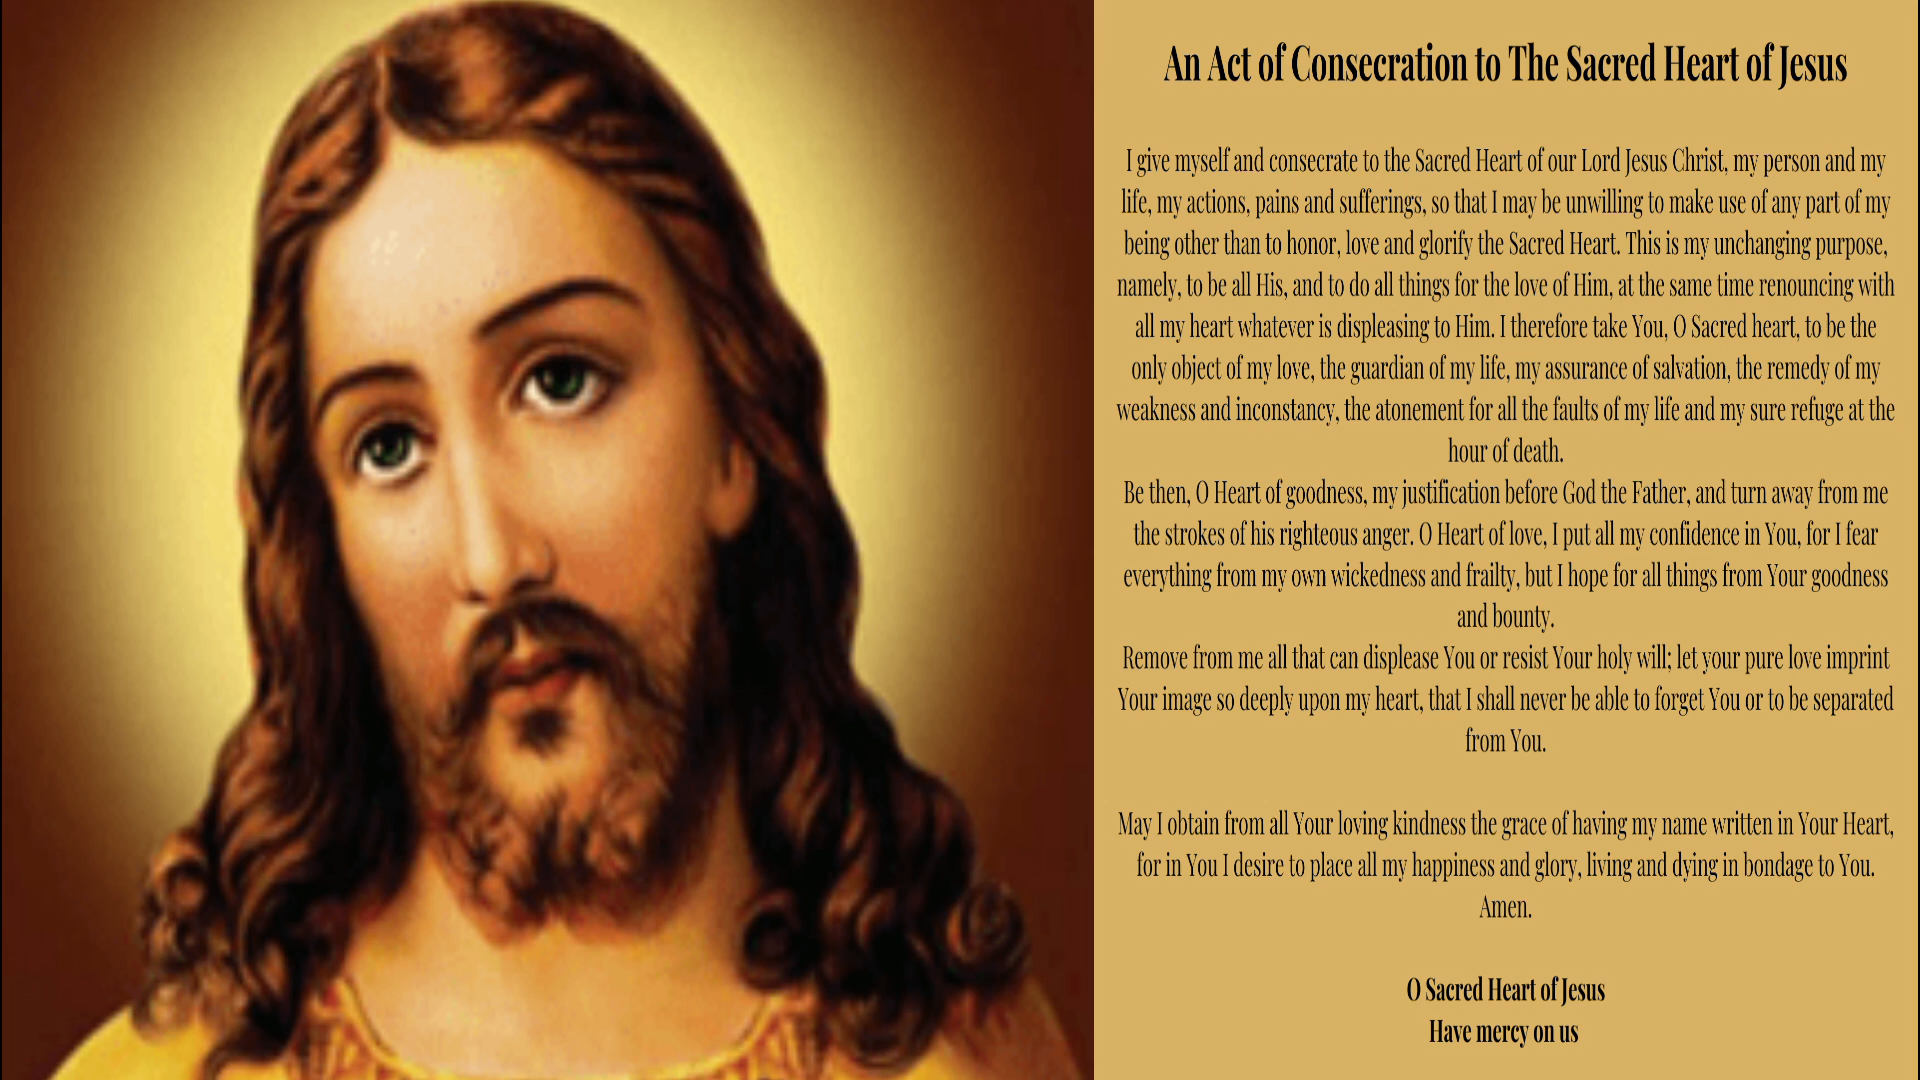 An Act of Consecration to The Sacred Heart of Jesus
I give myself and consecrate to the Sacred Heart of our Lord Jesus Christ, my person and my
life, my actions, pains and sufferings, so that I may be unwilling to make use of any part of my
being other than to honor, love and glorify the Sacred Heart. This is my unchanging purpose,
namely, to be all His, and to do all things for the love of Him, at the same time renouncing with
all my heart whatever is displeasing to Him. I therefore take You, O Sacred heart, to be the
only object of my love, the guardian of my life, my assurance of salvation, the remedy of my
weakness and inconstancy, the atonement for all the faults of my life and my sure refuge at the
hour of death.
Be then, O Heart of goodness, my justification before God the Father, and turn away from me
the strokes of his righteous anger. O Heart of love, I put all my confidence in You, for I fear
everything from my own wickedness and frailty, but I hope for all things from Your goodness
and bounty.
Remove from me all that can displease You or resist Your holy will; let your pure love imprint
Your image so deeply upon my heart, that I shall never be able to forget You or to be separated
from You.
May I obtain from all Your loving kindness the grace of having my name written in Your Heart,
for in You I desire to place all my happiness and glory, living and dying in bondage to You.
Amen.
O Sacred Heart of Jesus
Have mercy on us